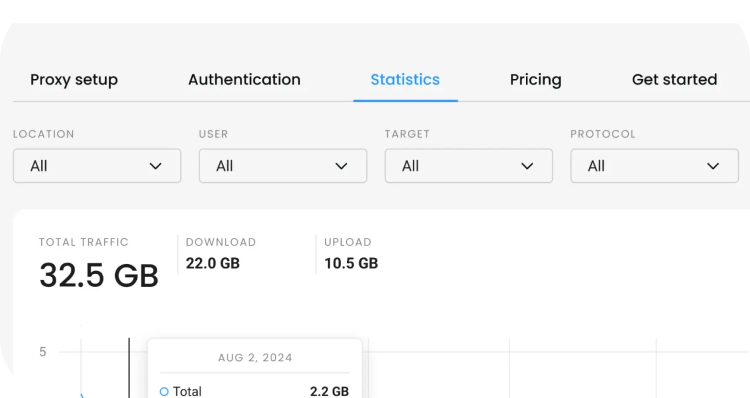 Proxy setup Authentication Statistics Pricing Get started
LOCATION USER TARGET PROTOCOL
All All All All
TOTAL TRAFFIC DOWNLOAD UPLOAD
32.5 GB 22.0 GB 10.5 GB
5
AUG 2, 2024
Total 2.2 GB